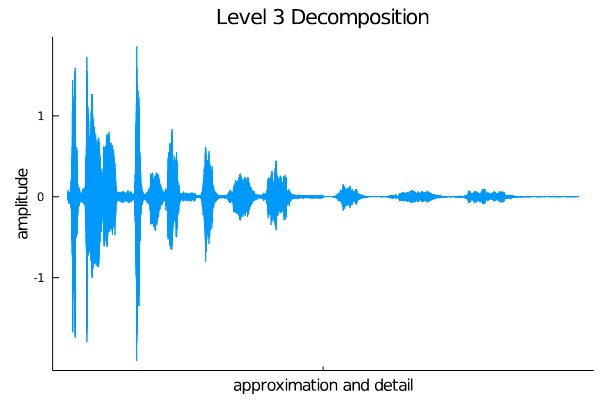 Level 3 Decomposition
1
0
-1
amplitude
approximation and detail